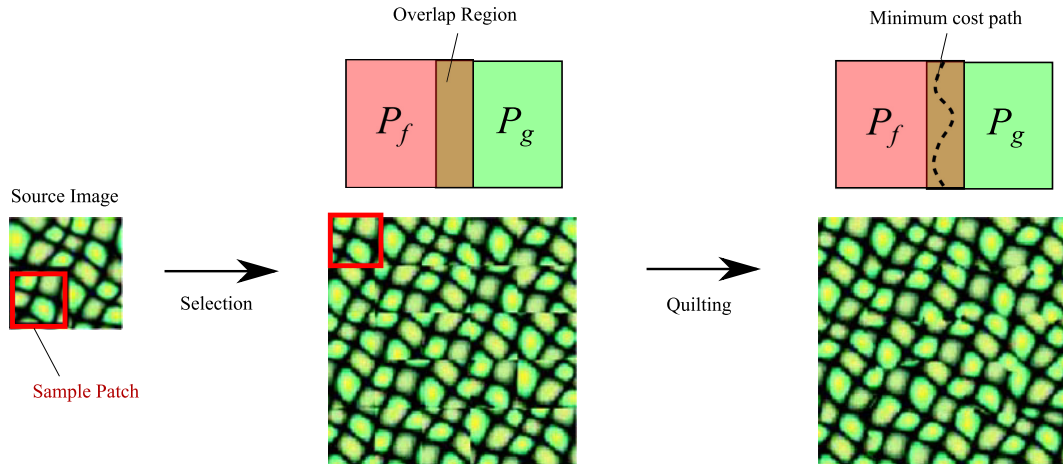 Overlap Region
Minimum cost path
P_f
P_g
P_f
P_g
Source Image
Selection
Quilting
Sample Patch